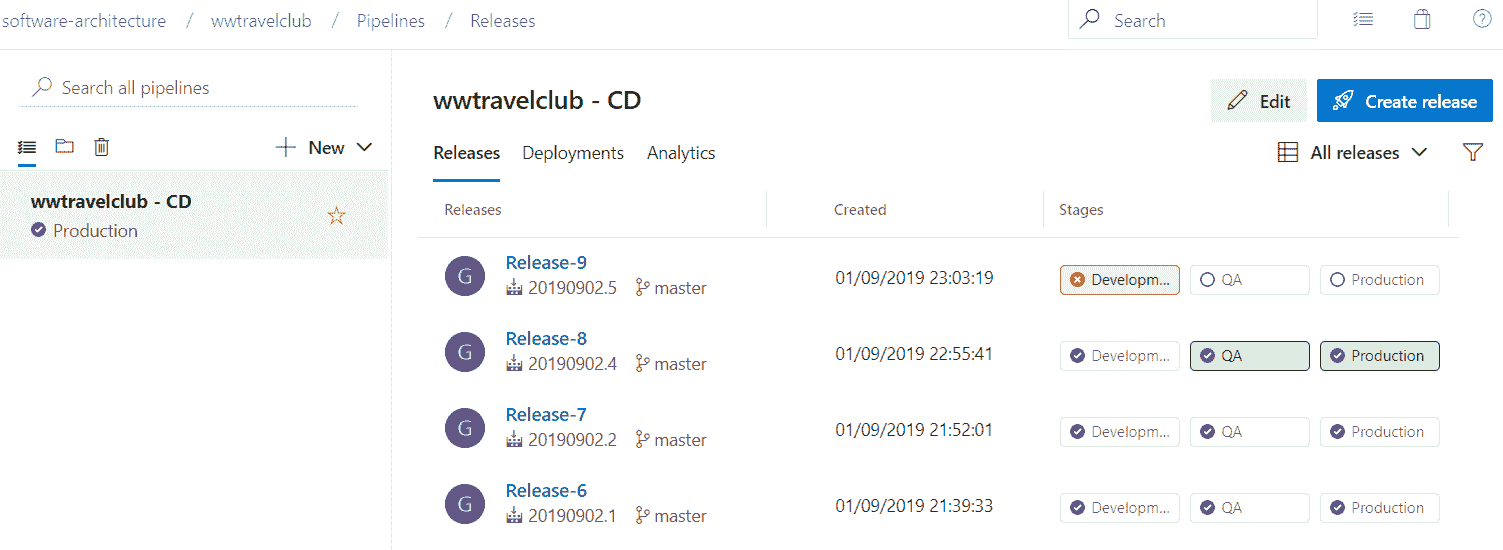 software-architecture / wwtravelclub / Pipelines / Releases
Search
Search all pipelines
New
wwtravelclub - CD
Production
wwtravelclub - CD
Edit
Create release
Releases
Deployments
Analytics
All releases
Releases
Created
Stages
G
Release-9
20190902.5
master
01/09/2019 23:03:19
Developm...
QA
Production
G
Release-8
20190902.4
master
01/09/2019 22:55:41
Developm...
QA
Production
G
Release-7
20190902.2
master
01/09/2019 21:52:01
Developm...
QA
Production
G
Release-6
20190902.1
master
01/09/2019 21:39:33
Developm...
QA
Production